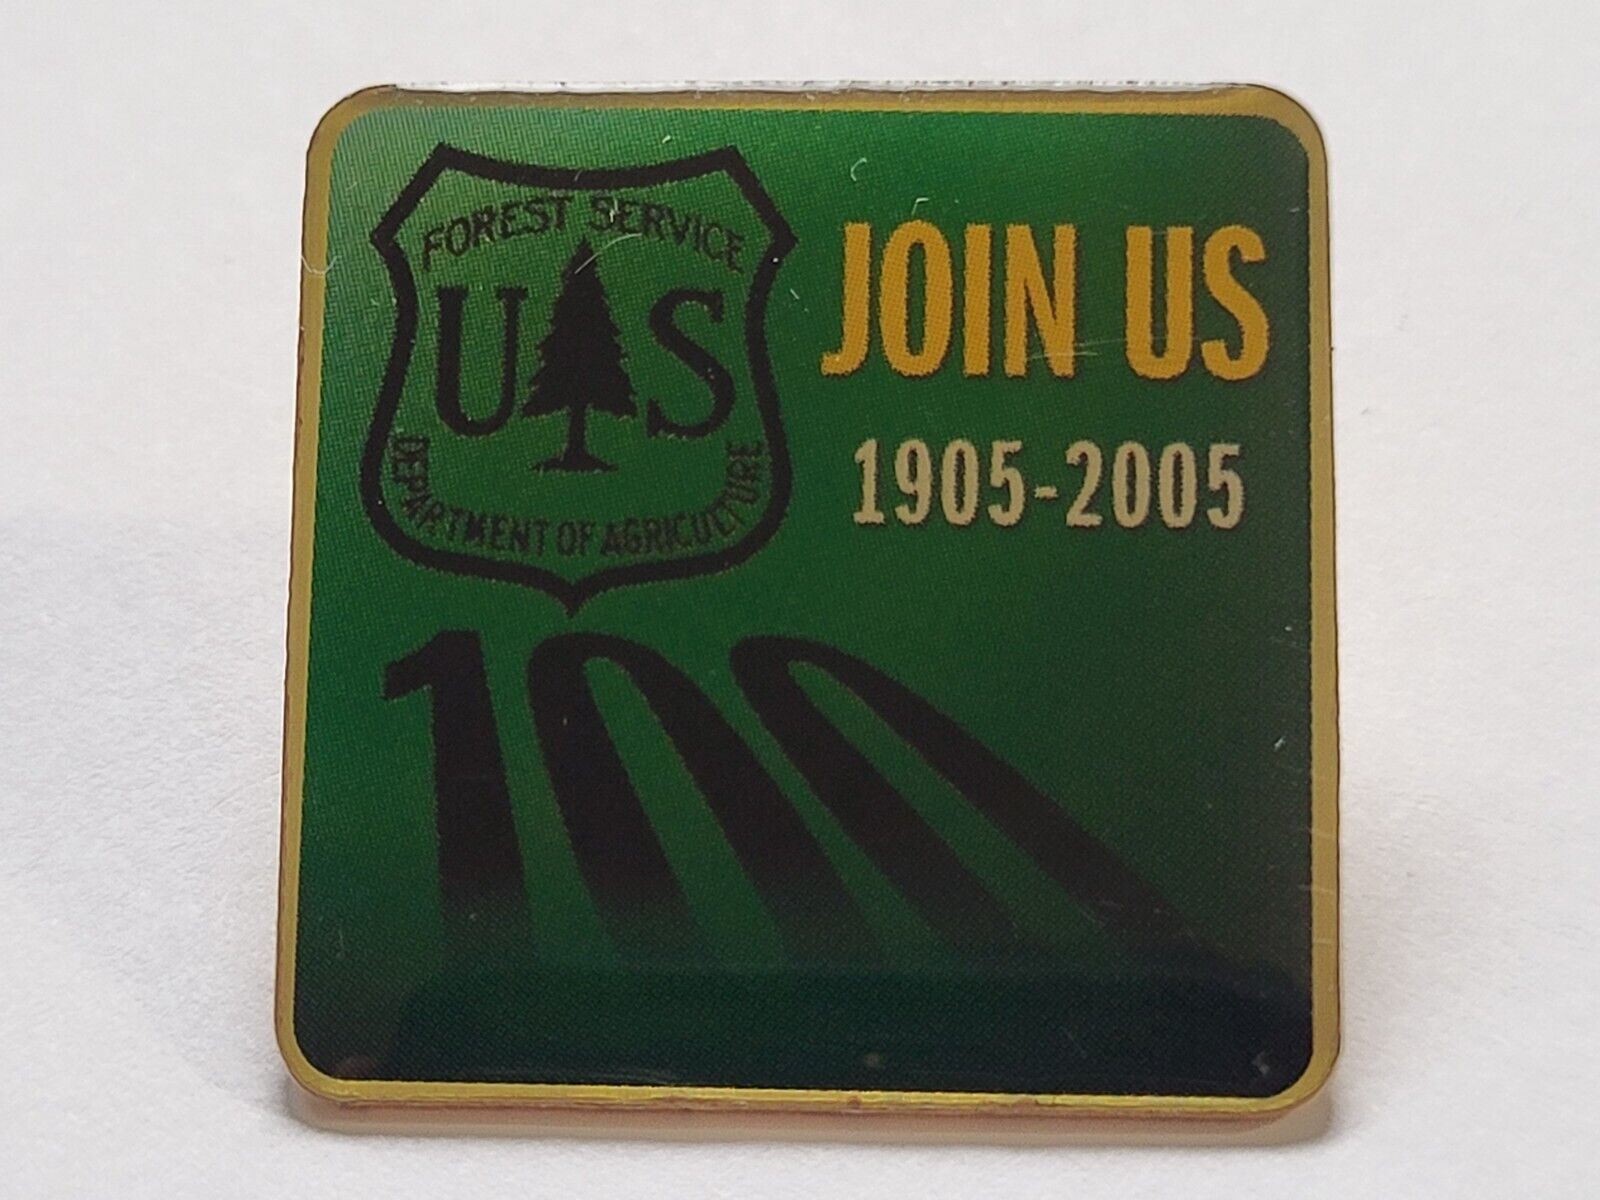 FOREST SERVICE
U S
DEPARTMENT OF AGRICULTURE
JOIN US
1905-2005
100